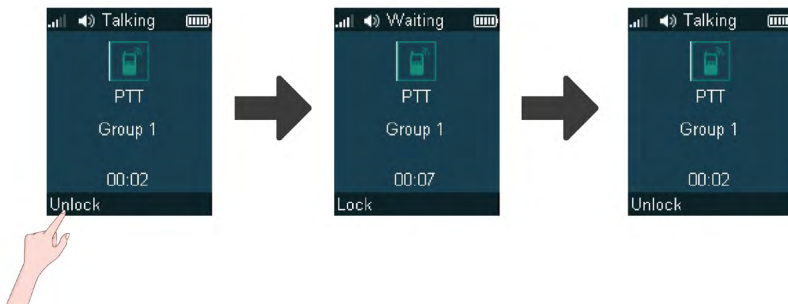 Talking
PTT
Group 1
00:02
Unlock
Waiting
PTT
Group 1
00:07
Lock
Talking
PTT
Group 1
00:02
Unlock